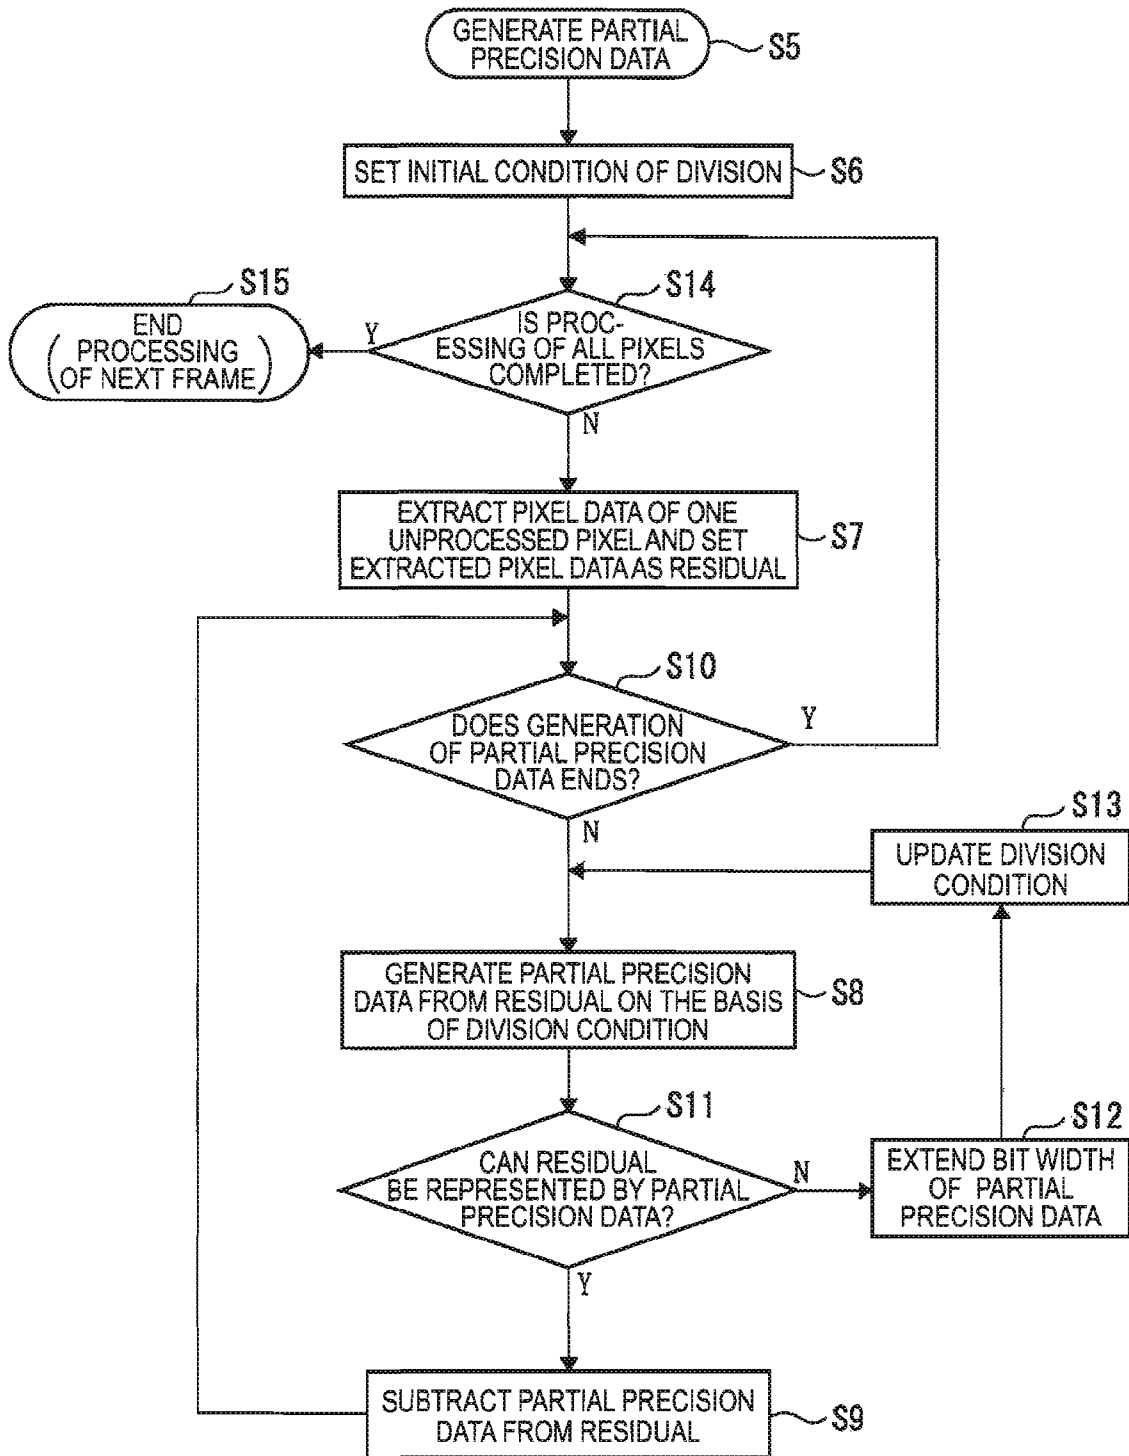 GENERATE PARTIAL
PRECISION DATA
S5
SET INITIAL CONDITION OF DIVISION
S6
S15
END
(PROCESSING
OF NEXT FRAME)
S14
IS PROC-
ESSING OF ALL PIXELS
COMPLETED?
Y
N
EXTRACT PIXEL DATA OF ONE
UNPROCESSED PIXEL AND SET
EXTRACTED PIXEL DATA AS RESIDUAL
S7
S10
DOES GENERATION
OF PARTIAL PRECISION
DATA ENDS?
Y
N
S13
UPDATE DIVISION
CONDITION
GENERATE PARTIAL PRECISION
DATA FROM RESIDUAL ON THE BASIS
OF DIVISION CONDITION
S8
S11
CAN RESIDUAL
BE REPRESENTED BY PARTIAL
PRECISION DATA?
N
Y
S12
EXTEND BIT WIDTH
OF PARTIAL
PRECISION DATA
SUBTRACT PARTIAL PRECISION
DATA FROM RESIDUAL
S9